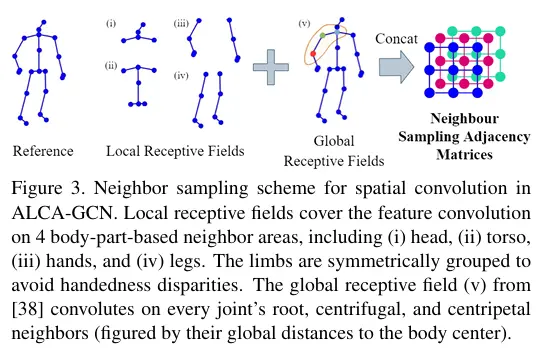 (i)
(iii)
(v)
Concat
(ii)
(iv)
Reference
Local Receptive Fields
Global
Receptive Fields
Neighbour
Sampling Adjacency
Matrices
Figure 3. Neighbor sampling scheme for spatial convolution in
ALCA-GCN. Local receptive fields cover the feature convolution
on 4 body-part-based neighbor areas, including (i) head, (ii) torso,
(iii) hands, and (iv) legs. The limbs are symmetrically grouped to
avoid handedness disparities. The global receptive field (v) from
[38] convolutes on every joint's root, centrifugal, and centripetal
neighbors (figured by their global distances to the body center).